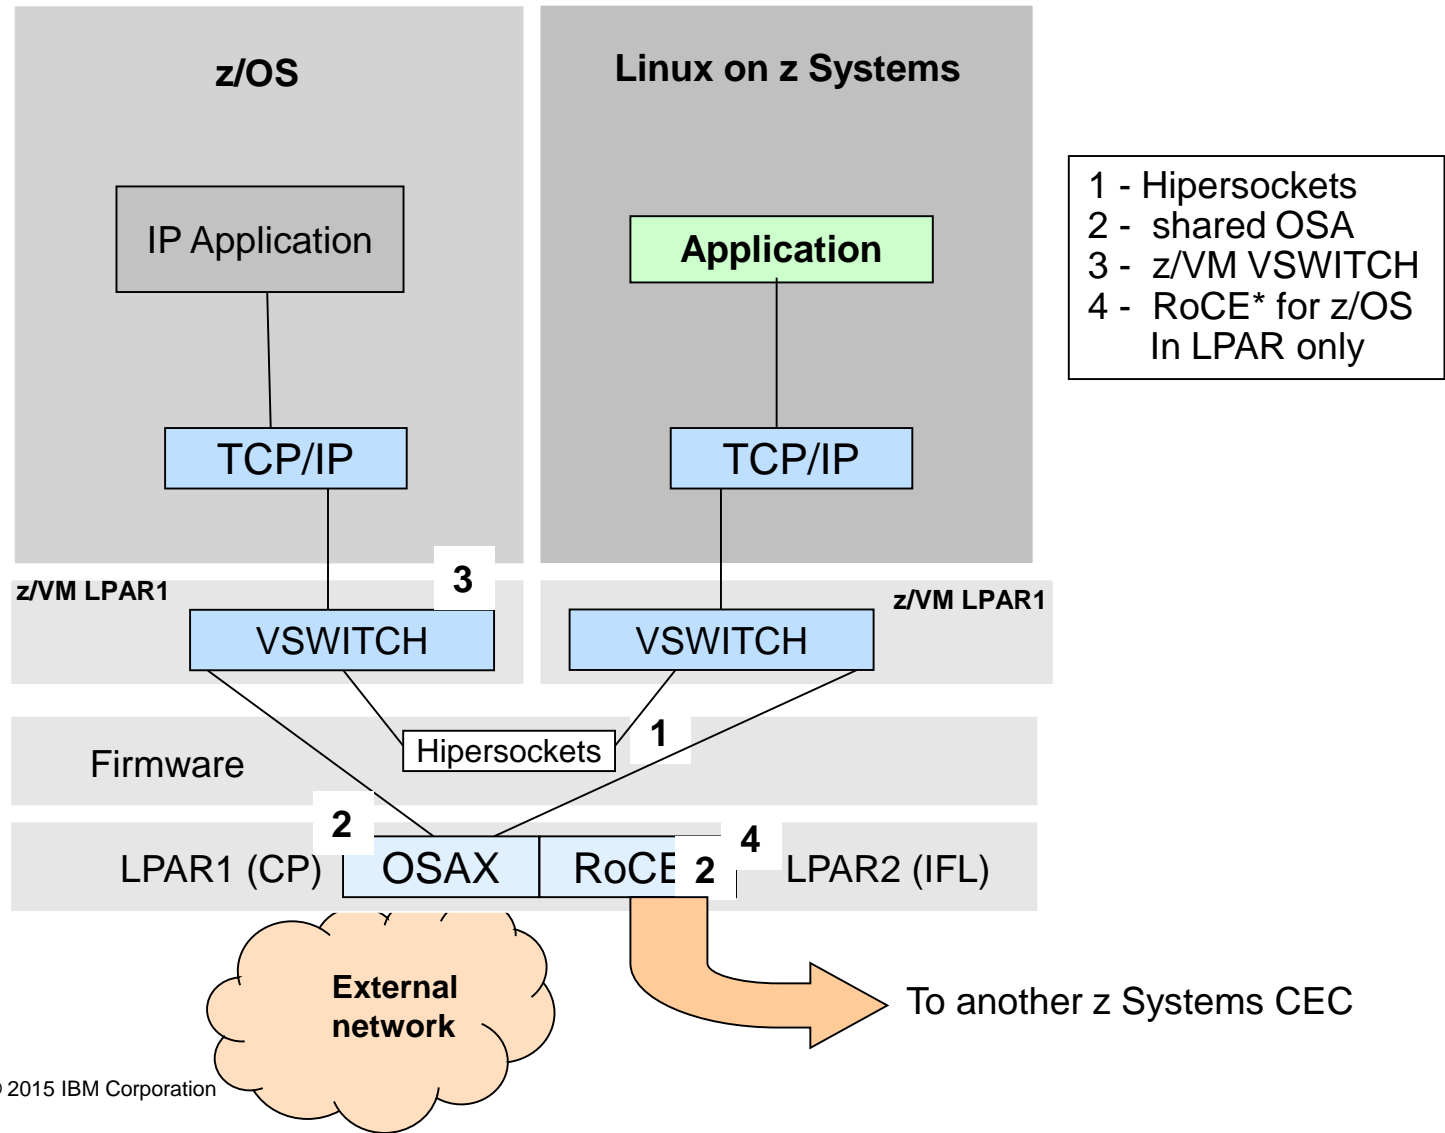 z/OS
Linux on z Systems
1 - Hipersockets
2 - shared OSA
3 - z/VM VSWITCH
4 - RoCE* for z/OS
In LPAR only
IP Application
Application
TCP/IP
TCP/IP
3
z/VM LPAR1
z/VM LPAR1
VSWITCH
VSWITCH
1
Hipersockets
Firmware
2
4
LPAR1 (CP)
OSAX
RoCE
2
LPAR2 (IFL)
External
network
To another z Systems CEC
© 2015 IBM Corporation